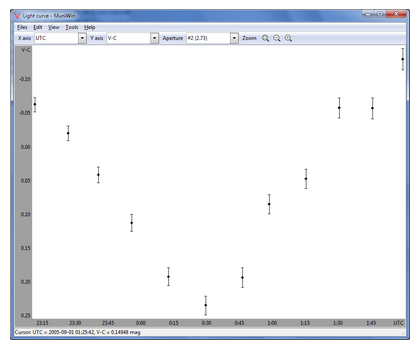 Light curve - MuniWin
Files Edit View Tools Help
X axis UTC Y axis V-C Aperture #2 (2.73) Zoom
V-C
-0.10
-0.05
0.00
0.05
0.10
0.15
0.20
0.25
23:15 23:30 23:45 0:00 0:15 0:30 0:45 1:00 1:15 1:30 1:45 UTC
Cursor: UTC = 2005-09-01 01:25:42, V-C = 0.14948 mag